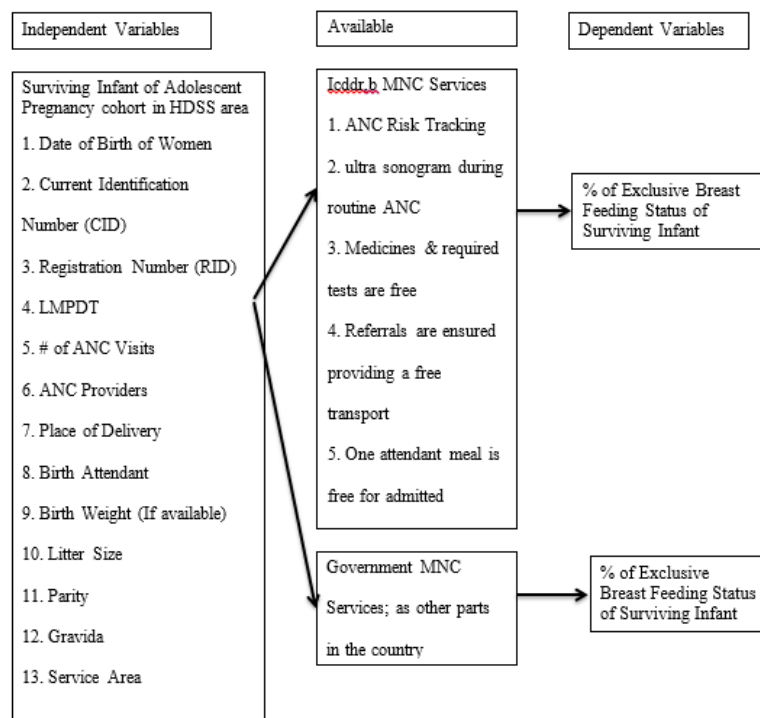 Independent Variables
Available
Dependent Variables
Surviving Infant of Adolescent
Pregnancy cohort in HDSS area
1. Date of Birth of Women
2. Current Identification
Number (CID)
3. Registration Number (RID)
4. LMPDT
5. # of ANC Visits
6. ANC Providers
7. Place of Delivery
8. Birth Attendant
9. Birth Weight (If available)
10. Litter Size
11. Parity
12. Gravida
13. Service Area
Icddr,b MNC Services
1. ANC Risk Tracking
2. ultra sonogram during
routine ANC
3. Medicines & required
tests are free
4. Referrals are ensured
providing a free
transport
5. One attendant meal is
free for admitted
Government MNC
Services; as other parts
in the country
% of Exclusive Breast
Feeding Status of
Surviving Infant
% of Exclusive
Breast Feeding Status
of Surviving Infant